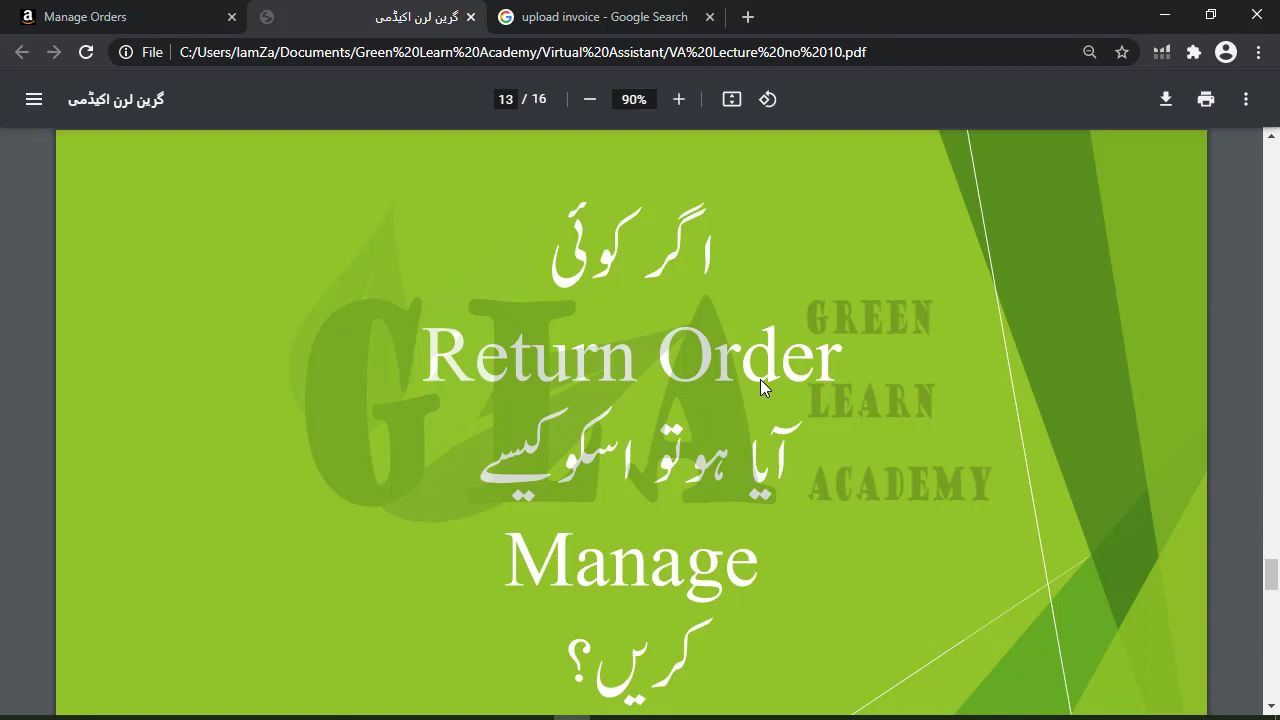 Manage Orders
گرین لرن اکیڈمی
upload invoice - Google Search
File
C:/Users/IamZa/Documents/Green%20Learn%20Academy/Virtual%20Assistant/VA%20Lecture%20no%2010.pdf
گرین لرن اکیڈمی
13 / 16
90%
اگر کوئی
Return Order
آیا ہو تو اسکو کیسے
Manage
کریں؟
GLA
GREEN
LEARN
ACADEMY